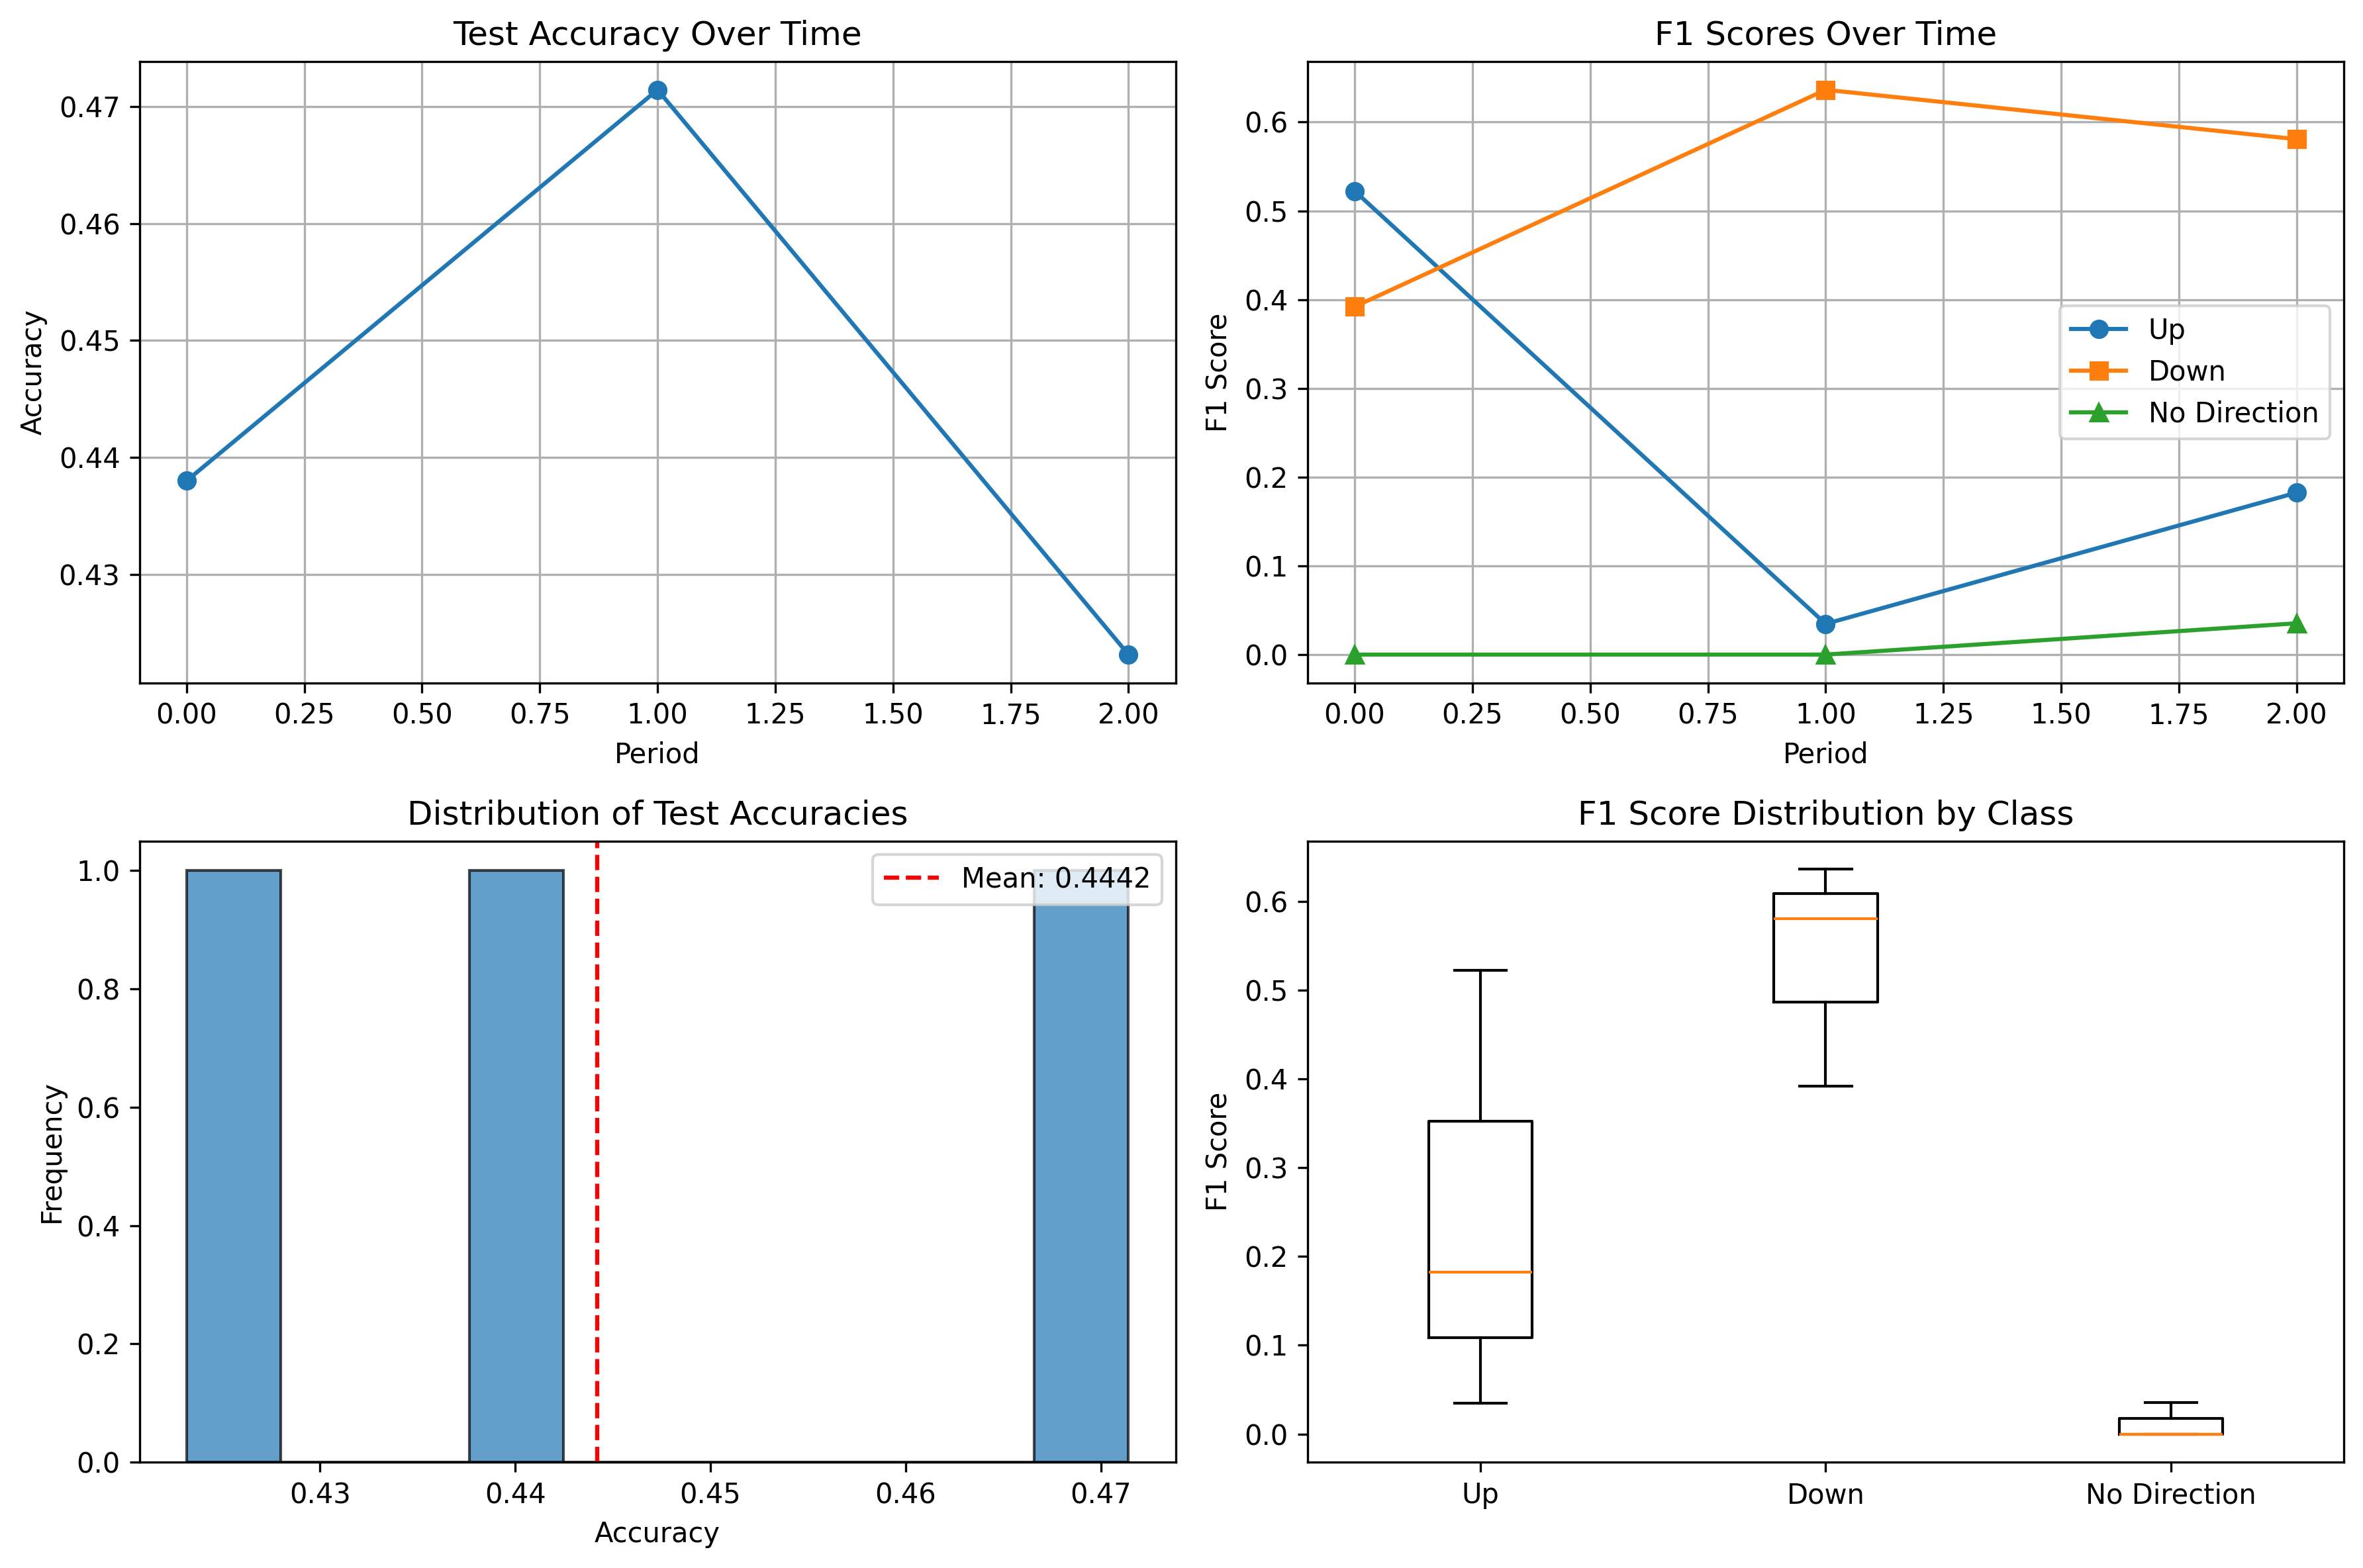 Test Accuracy Over Time
Accuracy
0.47
0.46
0.45
0.44
0.43
0.00 0.25 0.50 0.75 1.00 1.25 1.50 1.75 2.00
Period
F1 Scores Over Time
F1 Score
0.6
0.5
0.4
0.3
0.2
0.1
0.0
Up
Down
No Direction
0.00 0.25 0.50 0.75 1.00 1.25 1.50 1.75 2.00
Period
Distribution of Test Accuracies
Frequency
1.0
0.8
0.6
0.4
0.2
0.0
Mean: 0.4442
0.43 0.44 0.45 0.46 0.47
Accuracy
F1 Score Distribution by Class
F1 Score
0.6
0.5
0.4
0.3
0.2
0.1
0.0
Up Down No Direction